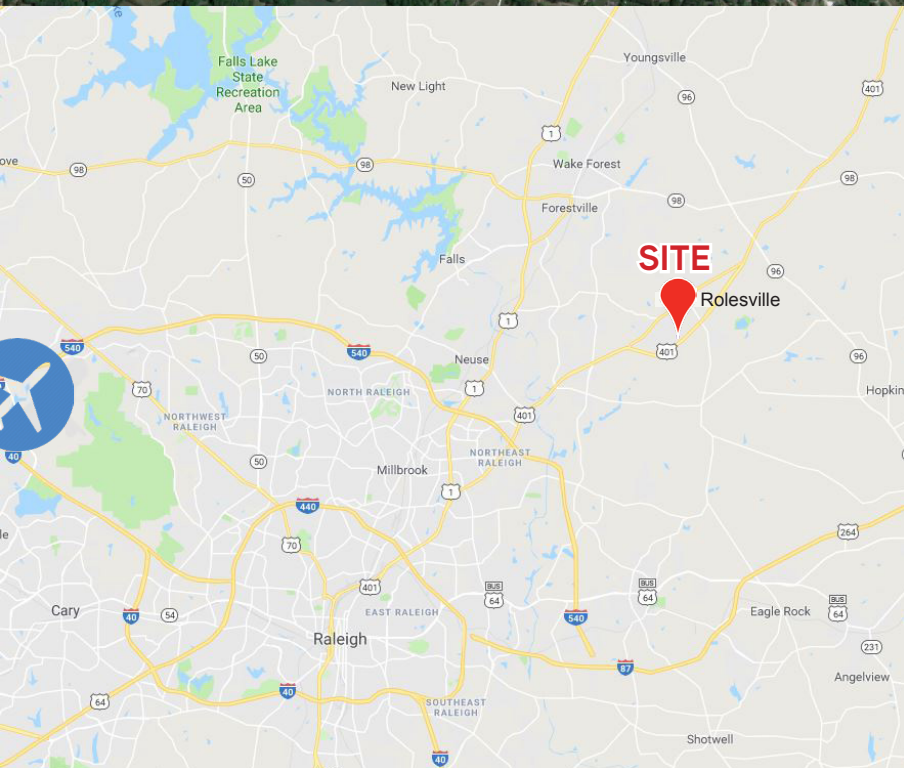 Falls Lake
State
Recreation
Area
New Light
Youngsville
401
96
1
Wake Forest
98
98
50
98
98
Forestville
Falls
SITE
96
Rolesville
540
50
540
1
Neuse
401
96
70
NORTH RALEIGH
1
Hopkin
NORTHWEST
RALEIGH
401
40
50
Millbrook
NORTHEAST
RALEIGH
1
440
264
70
Cary
40
54
401
EAST RALEIGH
BUS
64
BUS
64
BUS
64
540
Eagle Rock
Raleigh
231
87
Angelview
64
40
SOUTHEAST
RALEIGH
Shotwell
40